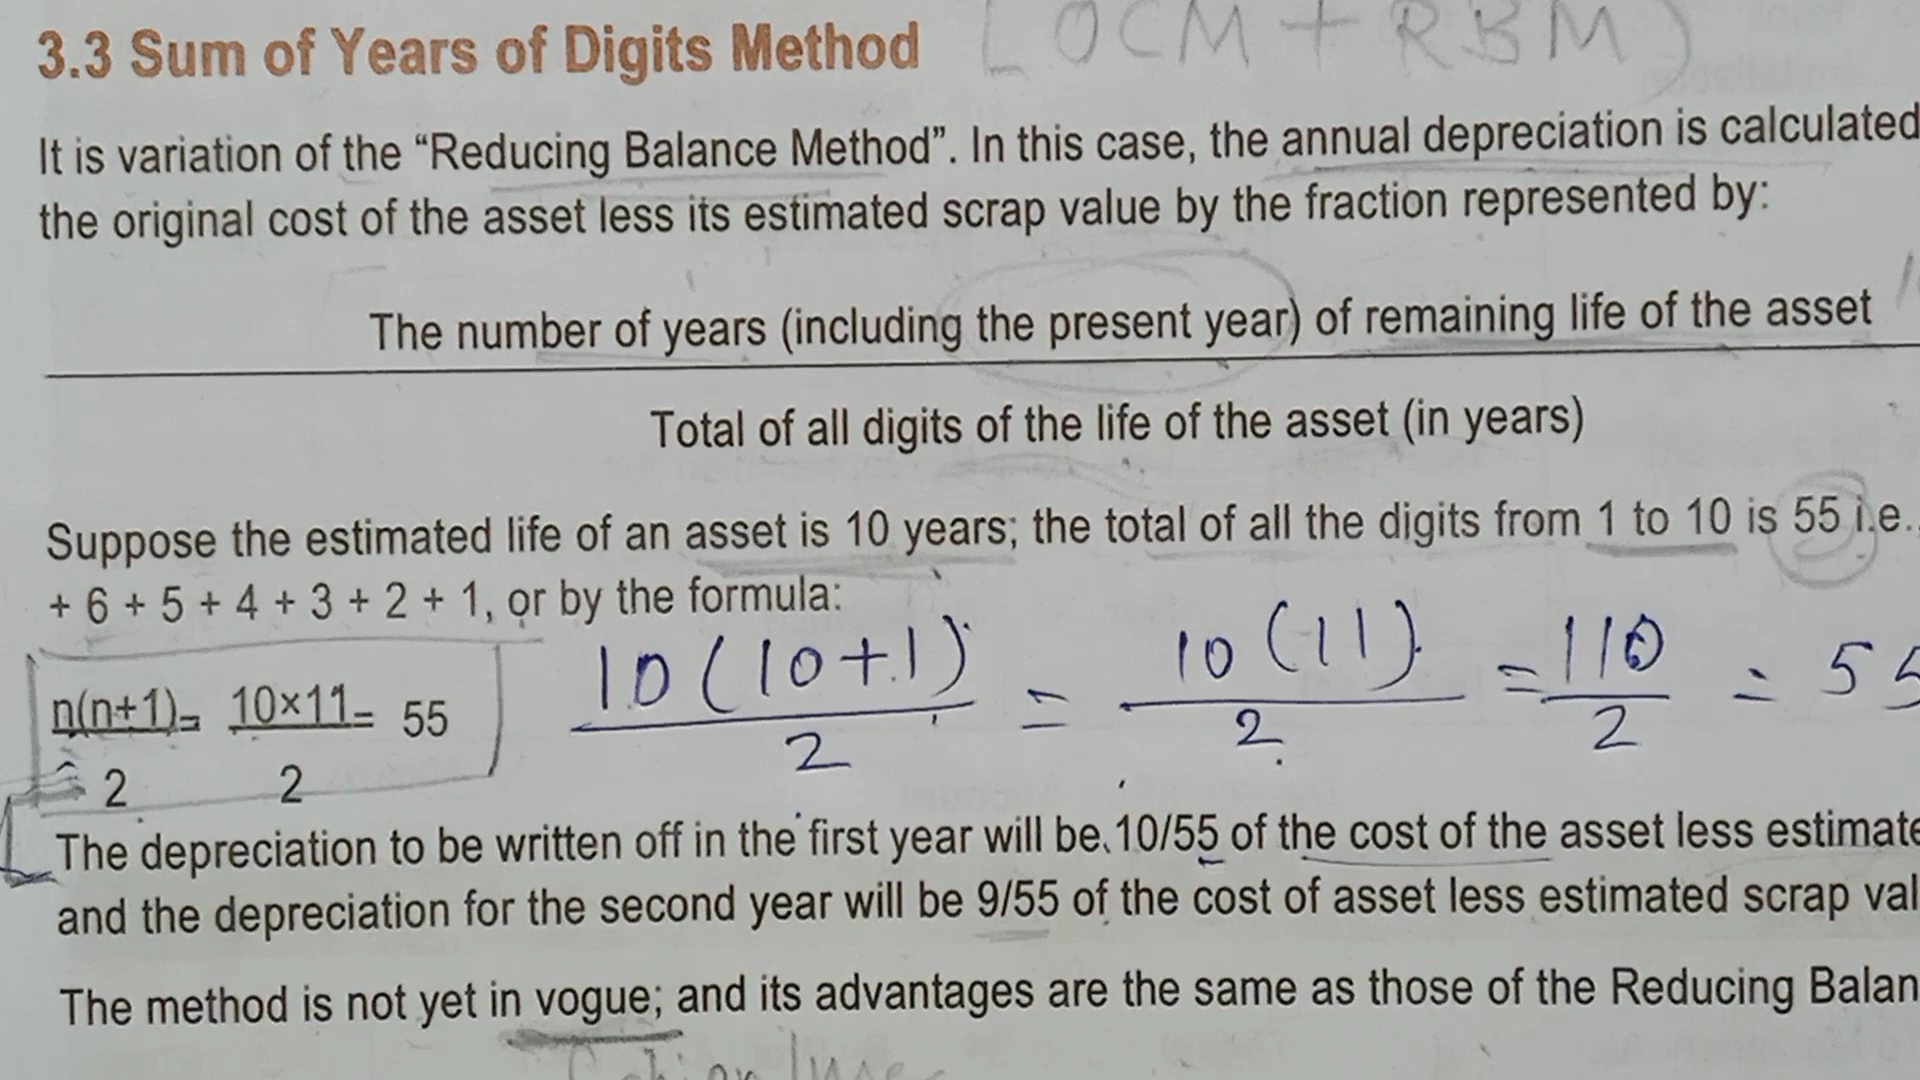 3.3 Sum of Years of Digits Method (OCM + RBM)
It is variation of the “Reducing Balance Method”. In this case, the annual depreciation is calculated
the original cost of the asset less its estimated scrap value by the fraction represented by:
The number of years (including the present year) of remaining life of the asset
Total of all digits of the life of the asset (in years)
Suppose the estimated life of an asset is 10 years; the total of all the digits from 1 to 10 is 55 i.e.,
+ 6 + 5 + 4 + 3 + 2 + 1, or by the formula:
n(n+1)= 10×11= 55
2 2
10(10+1) = 10(11) = 110 = 55
2 2 2
The depreciation to be written off in the first year will be 10/55 of the cost of the asset less estimate
and the depreciation for the second year will be 9/55 of the cost of asset less estimated scrap val
The method is not yet in vogue; and its advantages are the same as those of the Reducing Balan